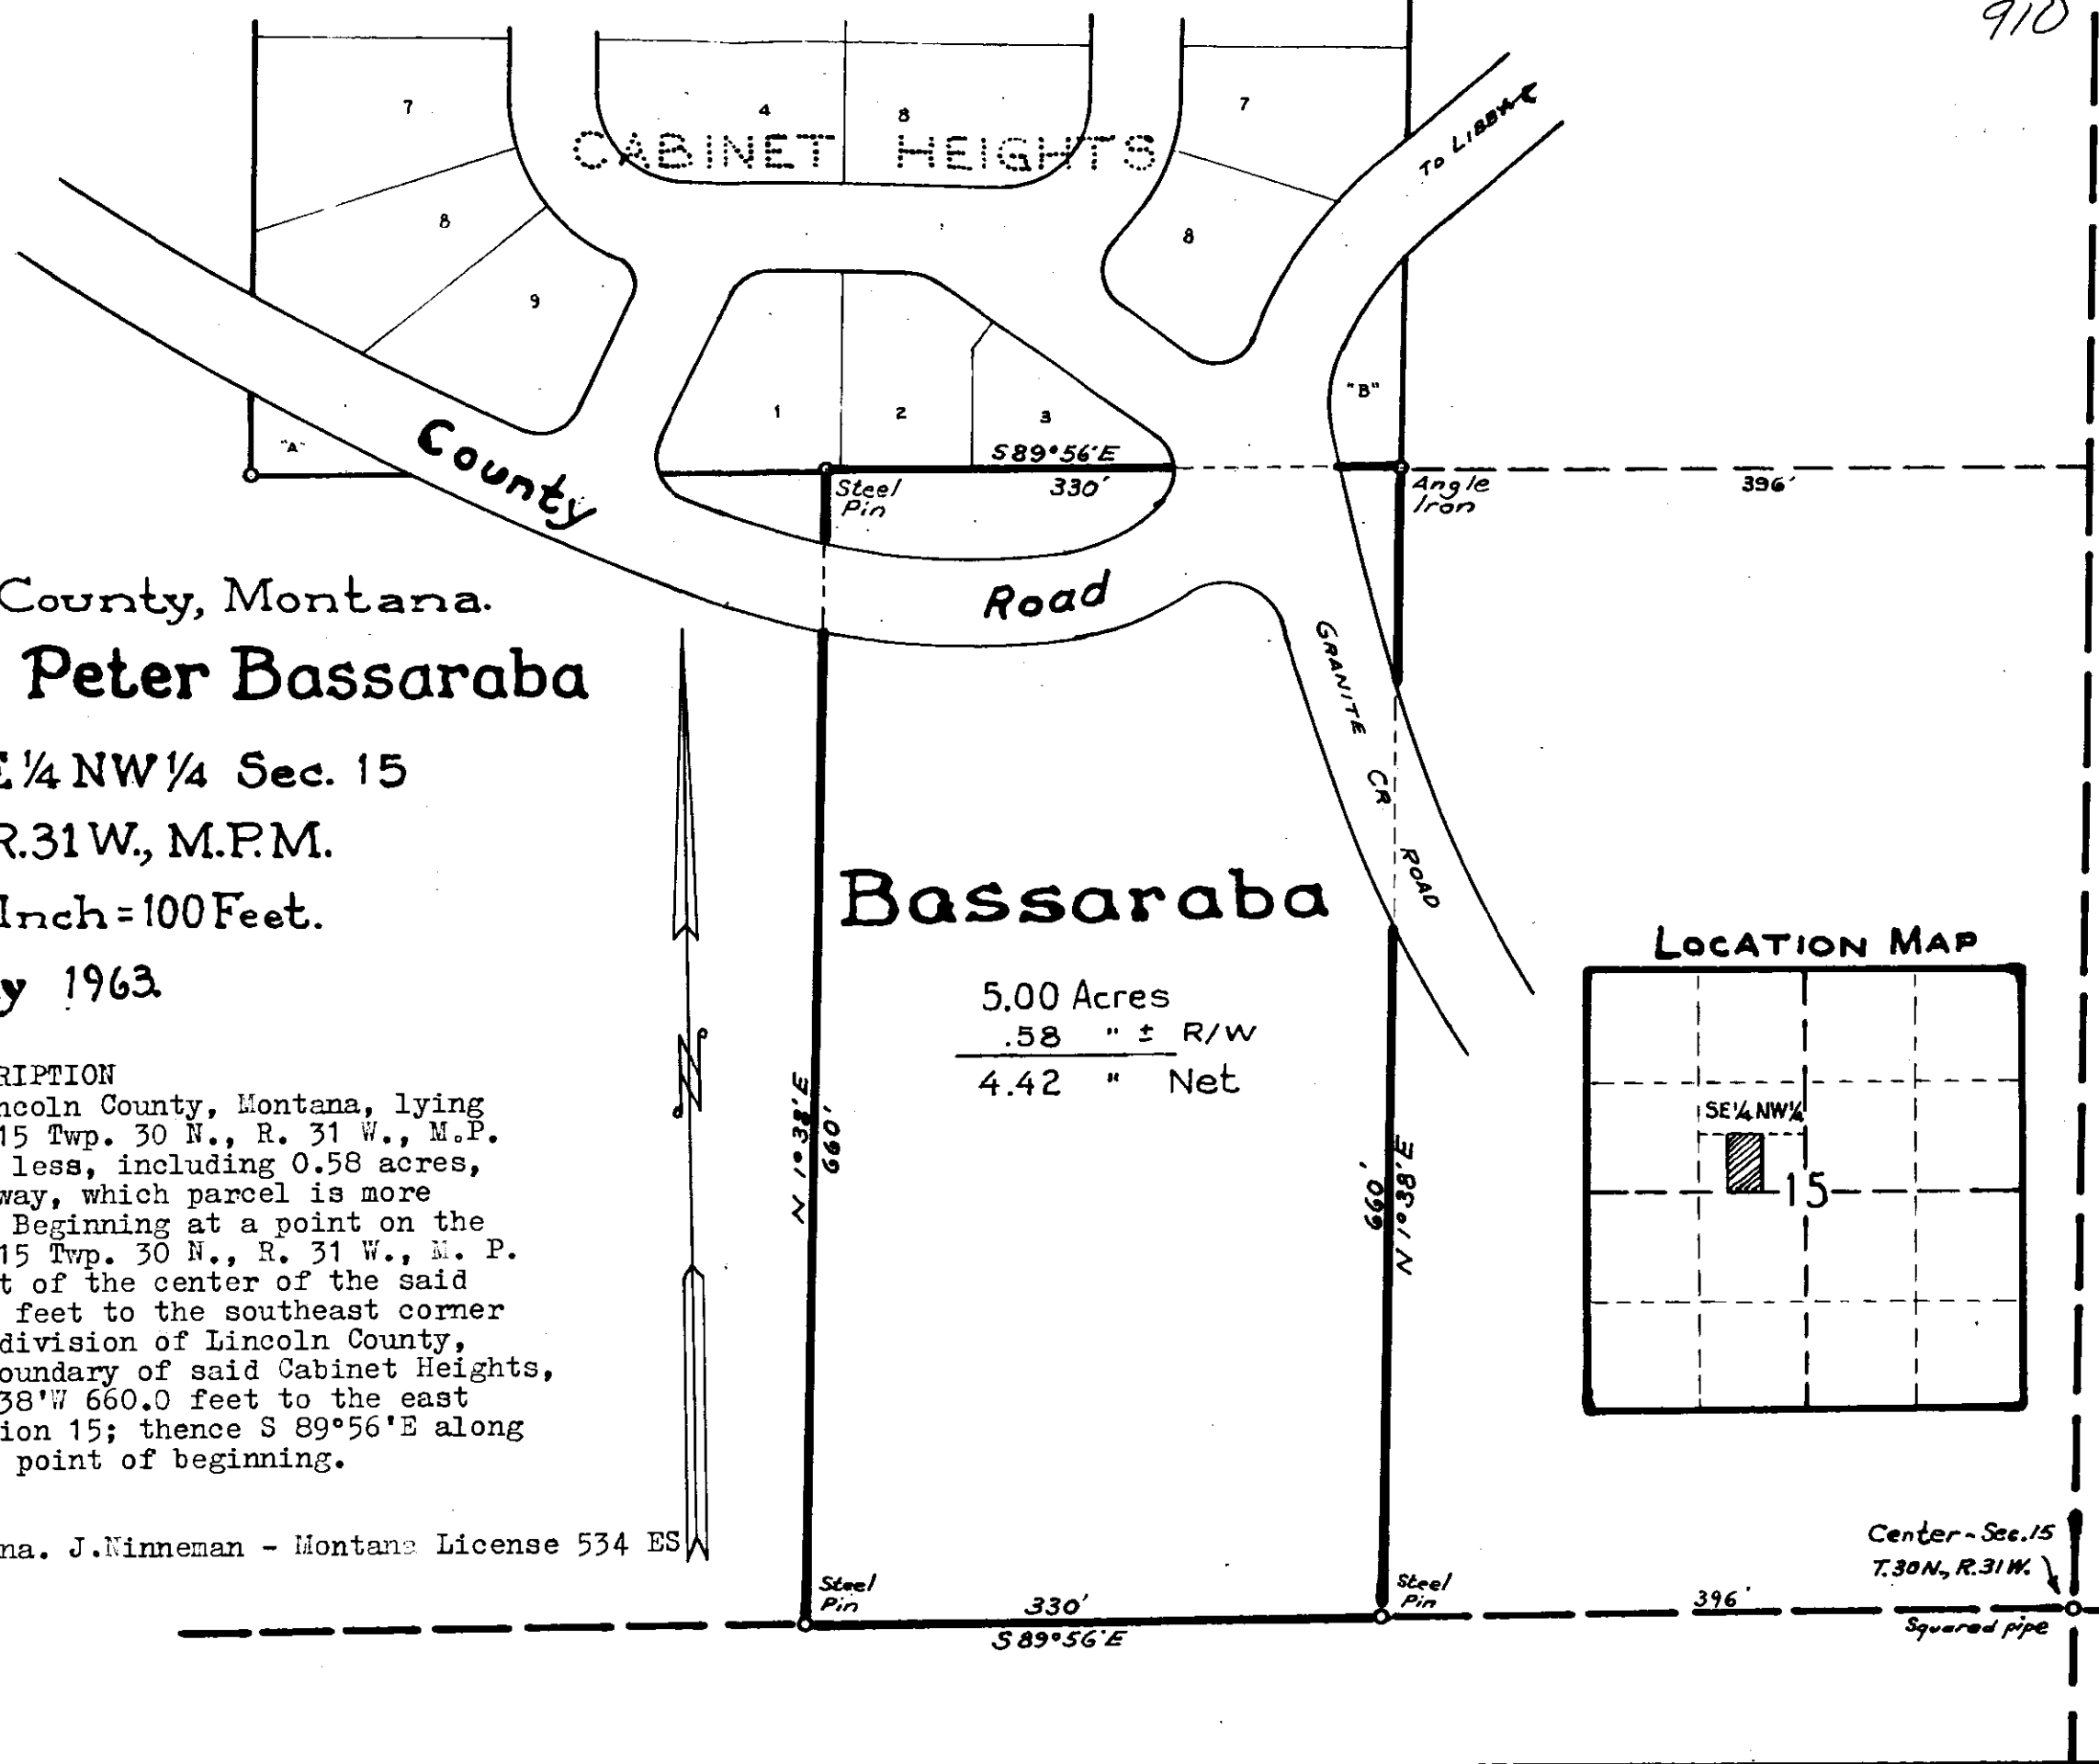 910
7
4
8
7
CABINET HEIGHTS
TO LIBBY
8
8
9
"B"
1
2
3
"A"
County
S 89°56'E
330'
Steel
Pin
Angle
Iron
396'
Road
GRANITE CR ROAD
County, Montana.
Peter Bassaraba
E ¼ NW ¼ Sec. 15
R.31 W., M.P.M.
Inch = 100 Feet.
y 1963
RIPTION
ncoln County, Montana, lying
15 Twp. 30 N., R. 31 W., M.P.
less, including 0.58 acres,
way, which parcel is more
Beginning at a point on the
15 Twp. 30 N., R. 31 W., M. P.
t of the center of the said
feet to the southeast corner
division of Lincoln County,
oundary of said Cabinet Heights,
38'W 660.0 feet to the east
ion 15; thence S 89°56'E along
point of beginning.
na. J.Ninneman - Montana License 534 ES
N
Bassaraba
5.00 Acres
.58 " ± R/W
4.42 " Net
N 1°38'E
660'
660'
N 1°38'E
LOCATION MAP
SE¼ NW¼
15
Steel
Pin
330'
S 89°56'E
Steel
Pin
396'
Center - Sec. 15
T. 30 N., R. 31 W.
Squared pipe